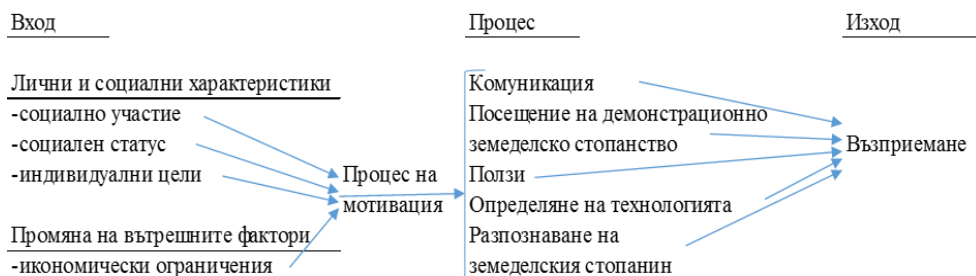 Вход
Процес
Изход
Лични и социални характеристики
-социално участие
-социален статус
-индивидуални цели
Промяна на вътрешните фактори
-икономически ограничения
Процес на
мотивация
Комуникация
Посещение на демонстрационно
земеделско стопанство
Ползи
Определяне на технологията
Разпознаване на
земеделския стопанин
Възприемане